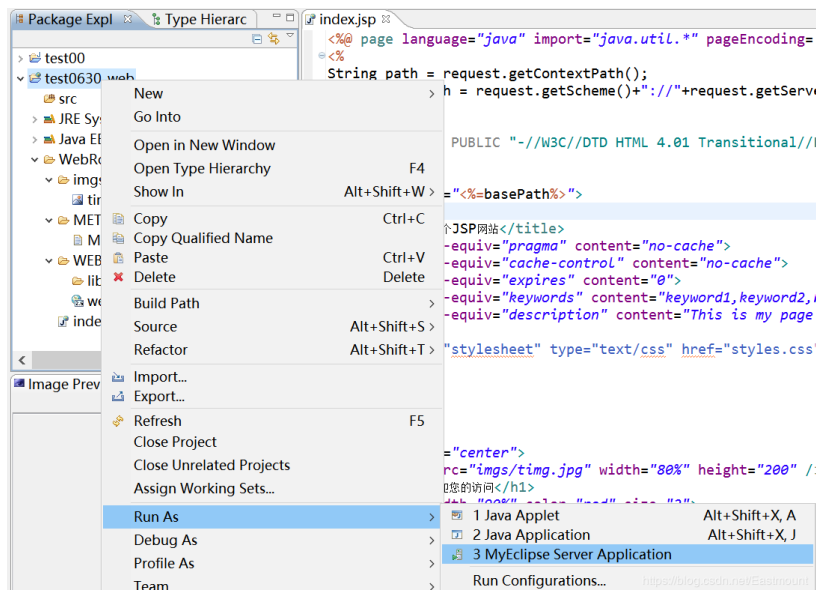 Package Expl
Type Hierarc
index.jsp
<%@ page language="java" import="java.util.*" pageEncoding=
<%
String path = request.getContextPath();
h = request.getScheme()+"://"+request.getServe
PUBLIC "-//W3C//DTD HTML 4.01 Transitional//
="<%=basePath%>">
JSP网站</title>
-equiv="pragma" content="no-cache">
-equiv="cache-control" content="no-cache">
-equiv="expires" content="0">
-equiv="keywords" content="keyword1,keyword2,
-equiv="description" content="This is my page
"stylesheet" type="text/css" href="styles.css"
="center">
rc="imgs/timg.jpg" width="80%" height="200" /
您的访问</h1>
test00
test0630_web
src
JRE Sy
Java EE
WebRo
imgs
tin
MET
M
WEB
lib
we
inde
Image Prev
New
Go Into
Open in New Window
Open Type Hierarchy F4
Show In Alt+Shift+W
Copy Ctrl+C
Copy Qualified Name
Paste Ctrl+V
Delete Delete
Build Path
Source Alt+Shift+S
Refactor Alt+Shift+T
Import...
Export...
Refresh F5
Close Project
Close Unrelated Projects
Assign Working Sets...
Run As
Debug As
Profile As
Team
1 Java Applet Alt+Shift+X, A
2 Java Application Alt+Shift+X, J
3 MyEclipse Server Application
Run Configurations...
https://blog.csdn.net/Eastmount